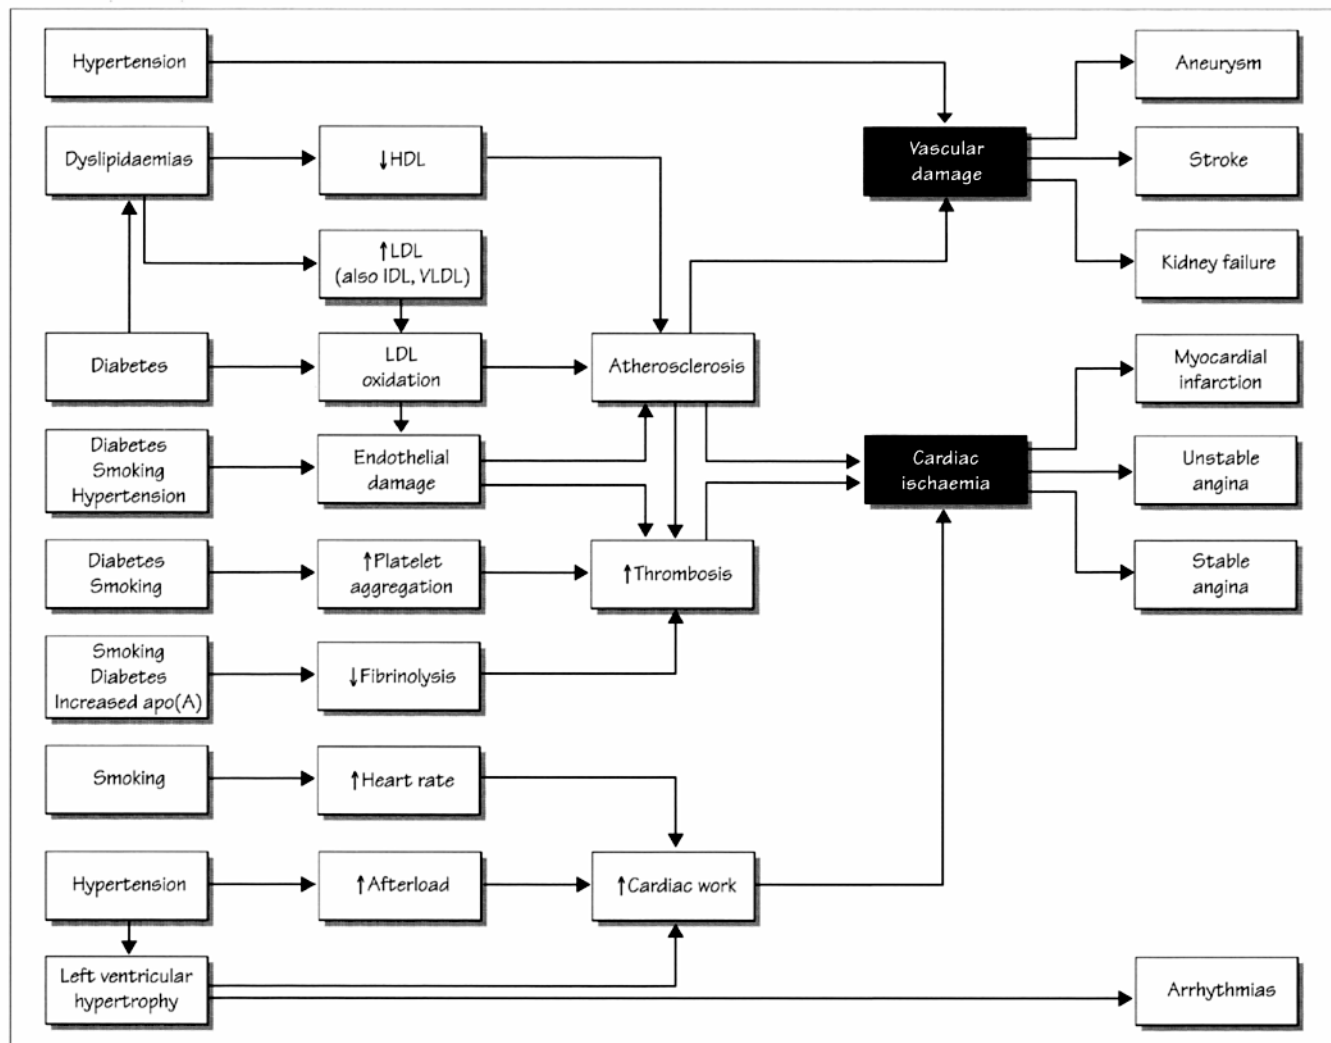 Hypertension
Aneurysm
Dyslipidaemias
↓HDL
Vascular
damage
Stroke
↑LDL
(also IDL, VLDL)
Kidney failure
Diabetes
LDL
oxidation
Atherosclerosis
Myocardial
infarction
Diabetes
Smoking
Hypertension
Endothelial
damage
Cardiac
ischaemia
Unstable
angina
Diabetes
Smoking
↑Platelet
aggregation
↑Thrombosis
Stable
angina
Smoking
Diabetes
Increased apo(A)
↓Fibrinolysis
Smoking
↑Heart rate
Hypertension
↑Afterload
↑Cardiac work
Left ventricular
hypertrophy
Arrhythmias